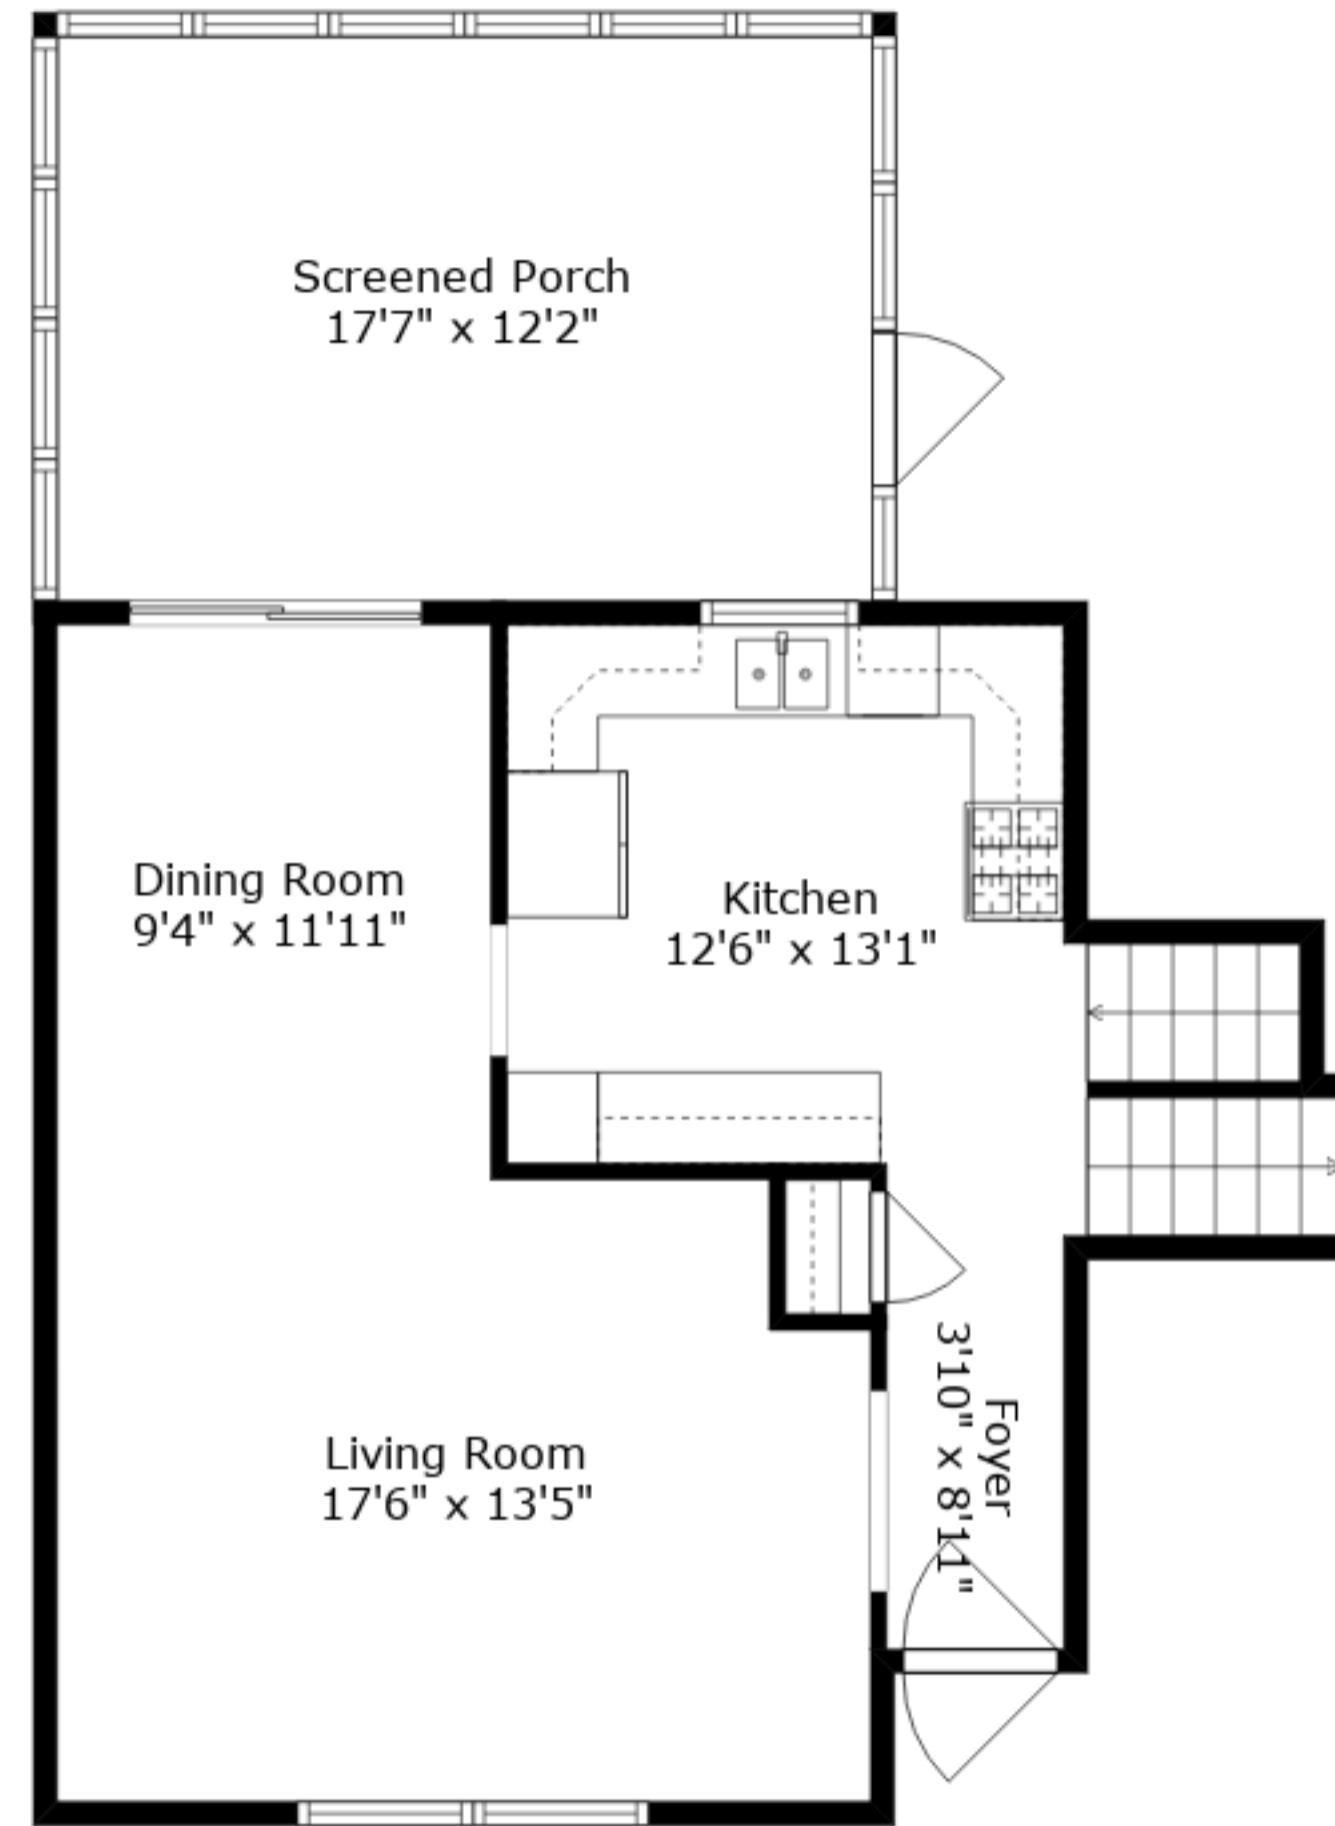 Screened Porch
17'7" x 12'2"
Dining Room
9'4" x 11'11"
Kitchen
12'6" x 13'1"
Living Room
17'6" x 13'5"
Foyer
3'10" x 8'11"